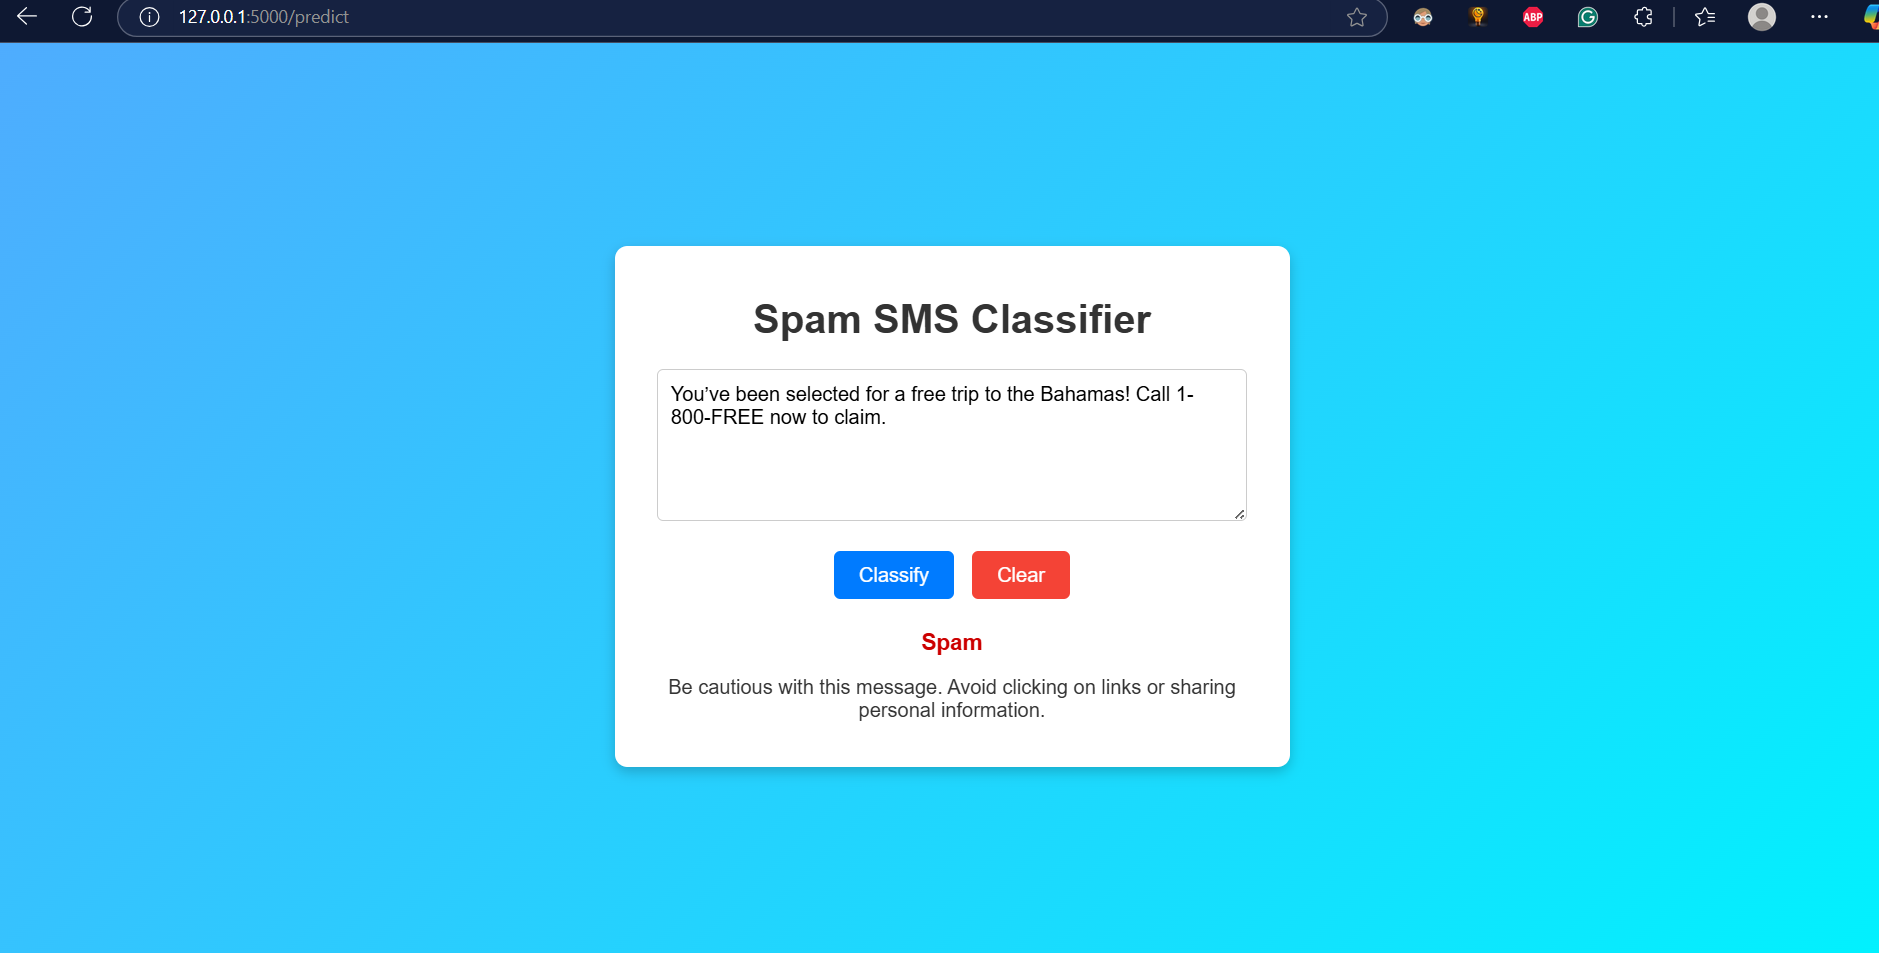 127.0.0.1:5000/predict
ABP
Spam SMS Classifier
You’ve been selected for a free trip to the Bahamas! Call 1-
800-FREE now to claim.
Classify
Clear
Spam
Be cautious with this message. Avoid clicking on links or sharing
personal information.